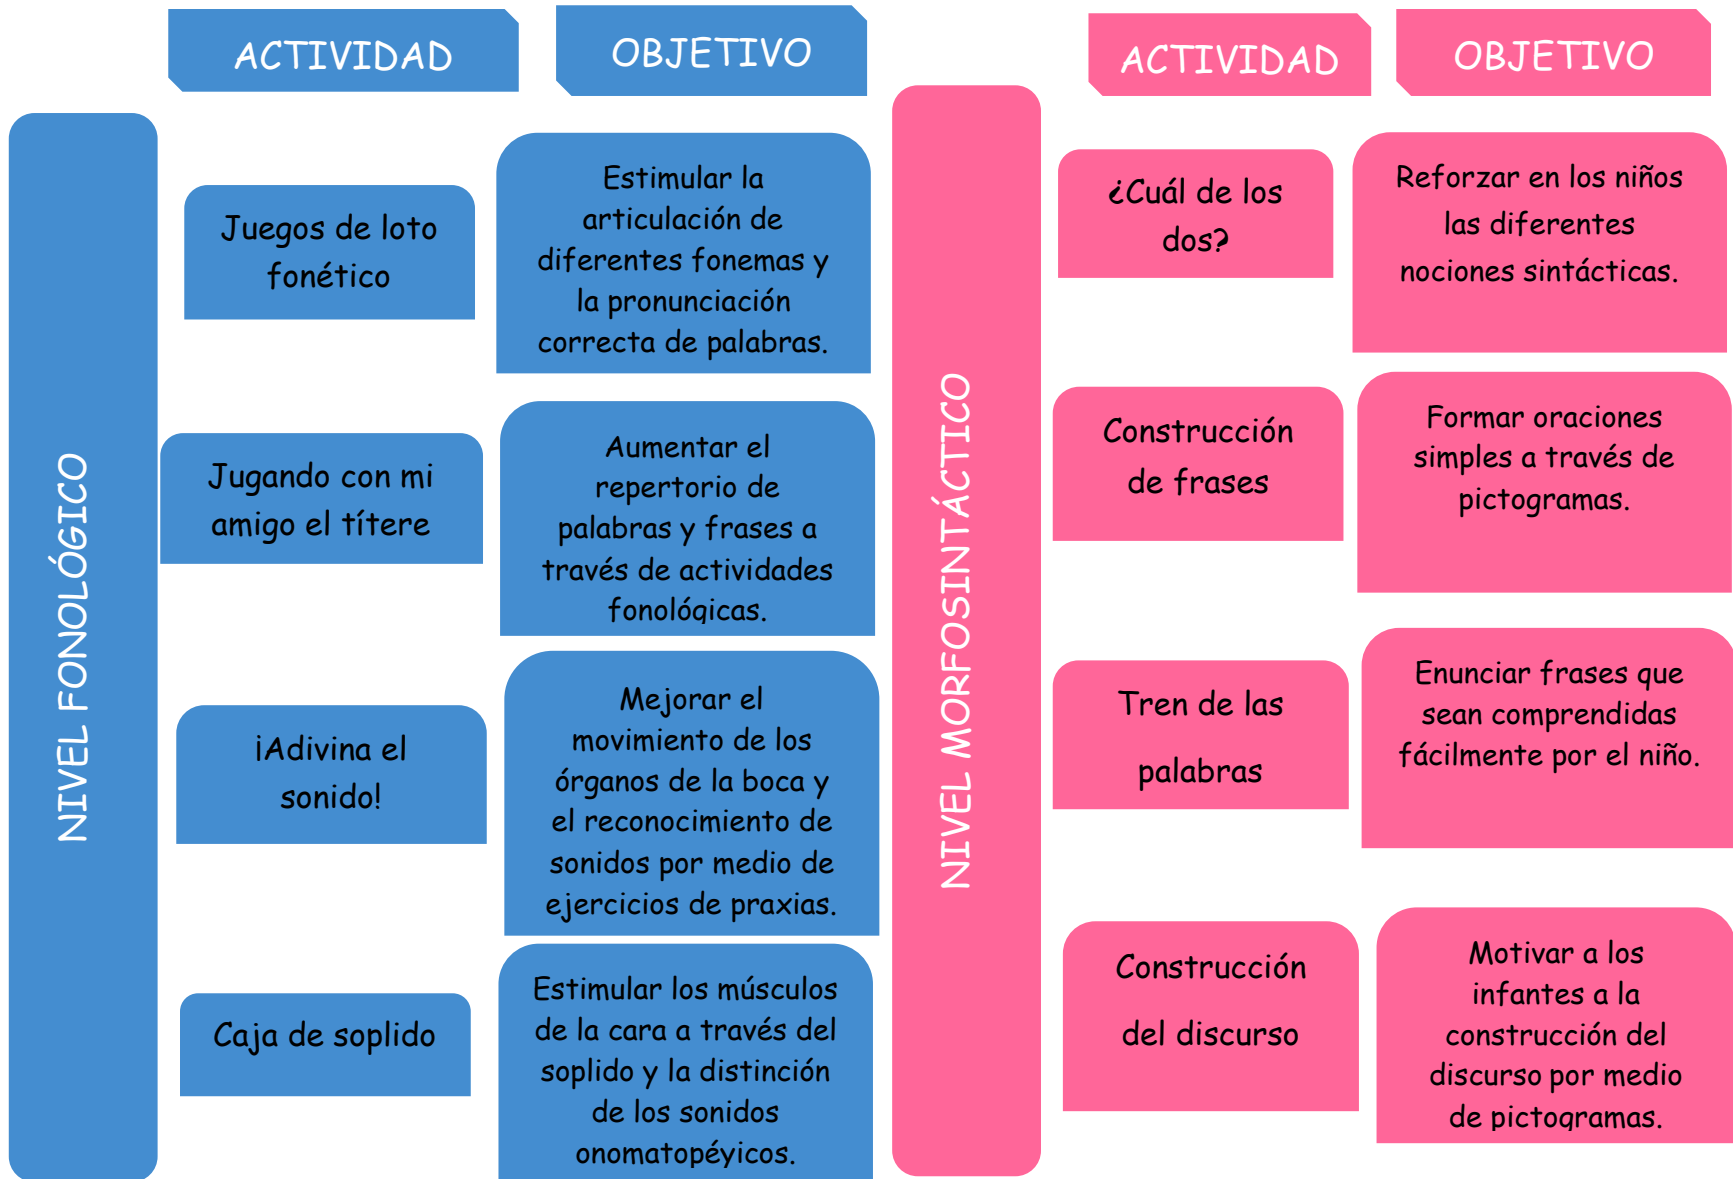 ACTIVIDAD
OBJETIVO
NIVEL FONOLÓGICO
Juegos de loto
fonético
Estimular la
articulación de
diferentes fonemas y
la pronunciación
correcta de palabras.
Jugando con mi
amigo el títere
Aumentar el
repertorio de
palabras y frases a
través de actividades
fonológicas.
¡Adivina el
sonido!
Mejorar el
movimiento de los
órganos de la boca y
el reconocimiento de
sonidos por medio de
ejercicios de praxias.
Caja de soplido
Estimular los músculos
de la cara a través del
soplido y la distinción
de los sonidos
onomatopéyicos.
ACTIVIDAD
OBJETIVO
NIVEL MORFOSINTÁCTICO
¿Cuál de los
dos?
Reforzar en los niños
las diferentes
nociones sintácticas.
Construcción
de frases
Formar oraciones
simples a través de
pictogramas.
Tren de las
palabras
Enunciar frases que
sean comprendidas
fácilmente por el niño.
Construcción
del discurso
Motivar a los
infantes a la
construcción del
discurso por medio
de pictogramas.